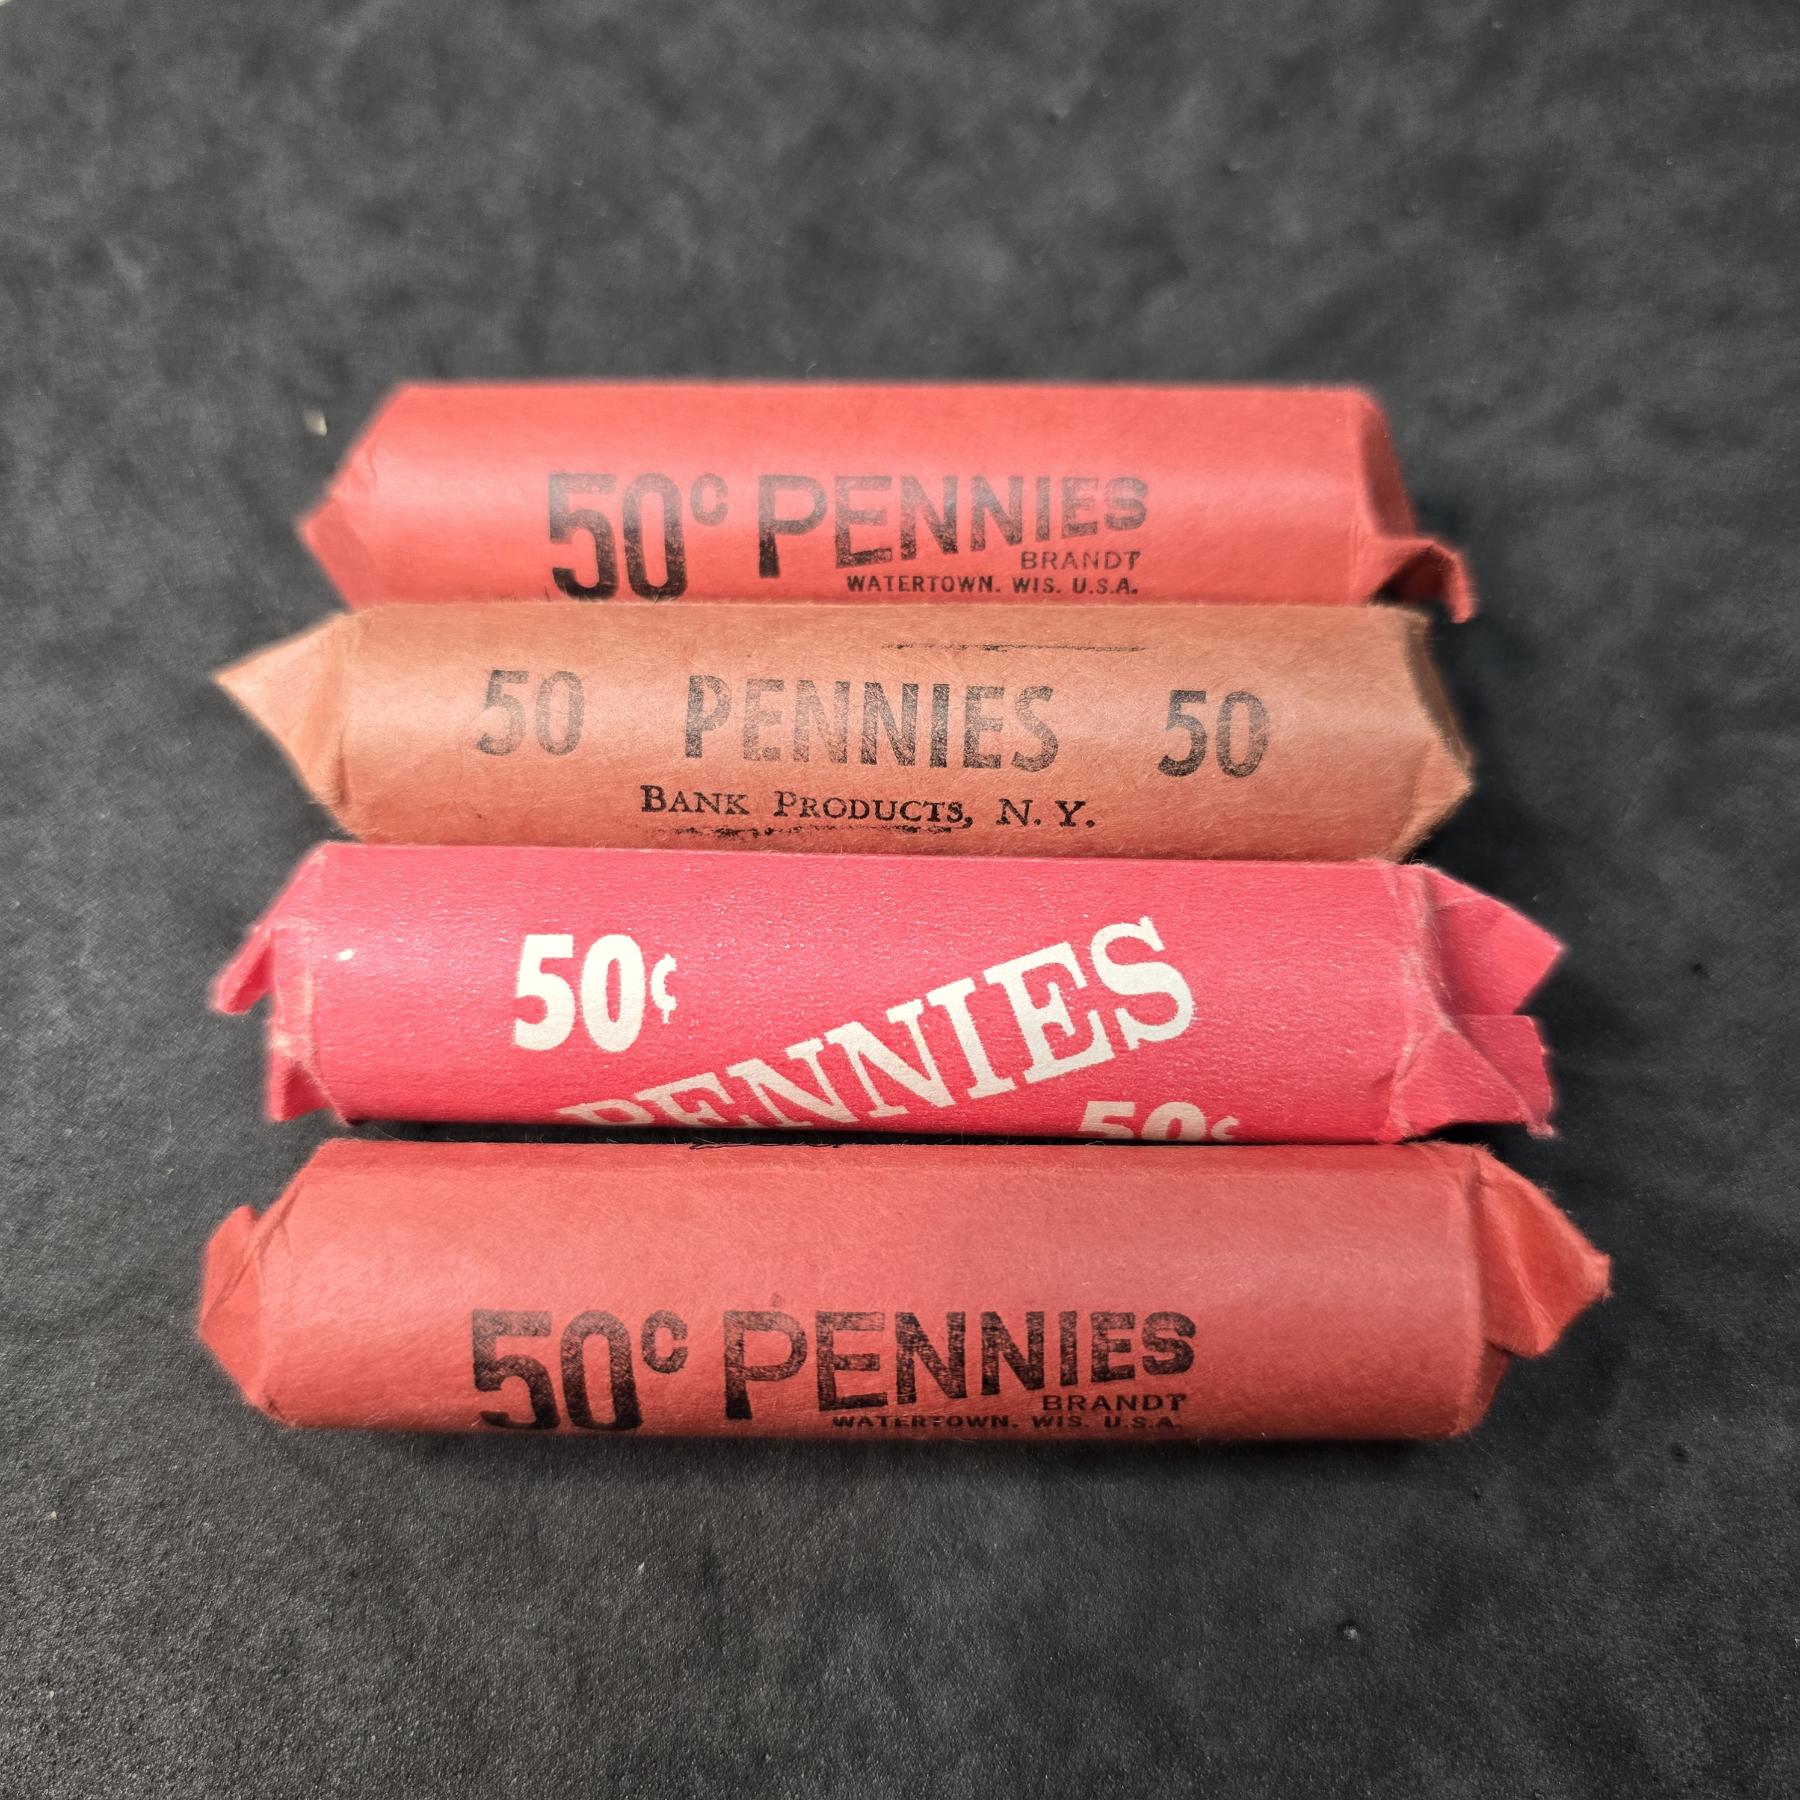 50¢ PENNIES
BRANDT
WATERTOWN. WIS. U.S.A.
50 PENNIES 50
BANK PRODUCTS, N. Y.
50¢
PENNIES
50¢
50¢ PENNIES
BRANDT
WATERTOWN. WIS. U.S.A.